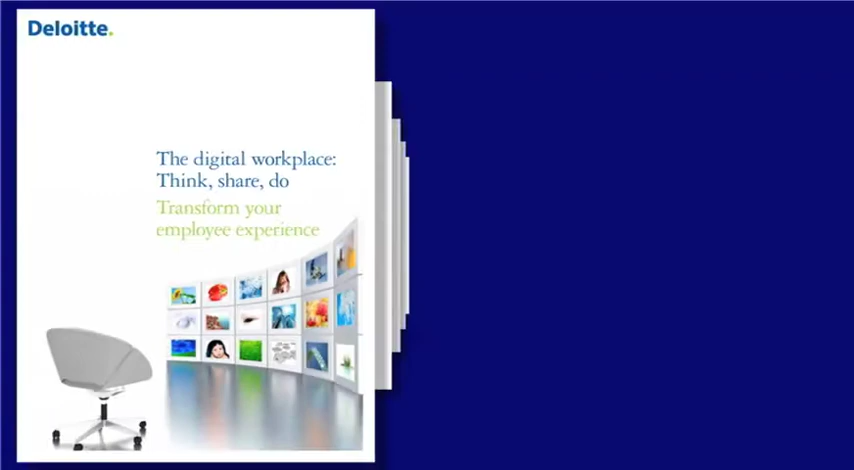 Deloitte.
The digital workplace:
Think, share, do
Transform your
employee experience